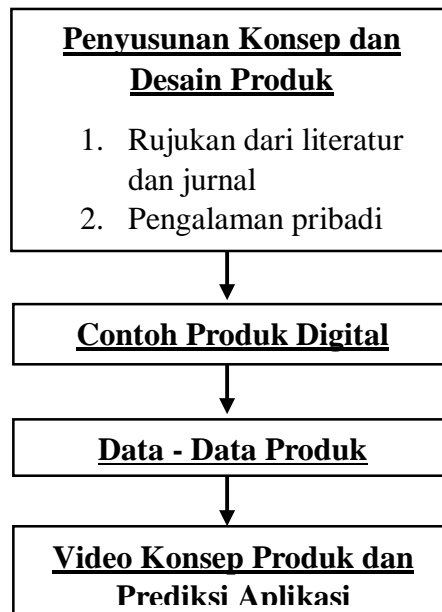 Penyusunan Konsep dan
Desain Produk
1. Rujukan dari literatur
dan jurnal
2. Pengalaman pribadi
Contoh Produk Digital
Data - Data Produk
Video Konsep Produk dan
Prediksi Aplikasi